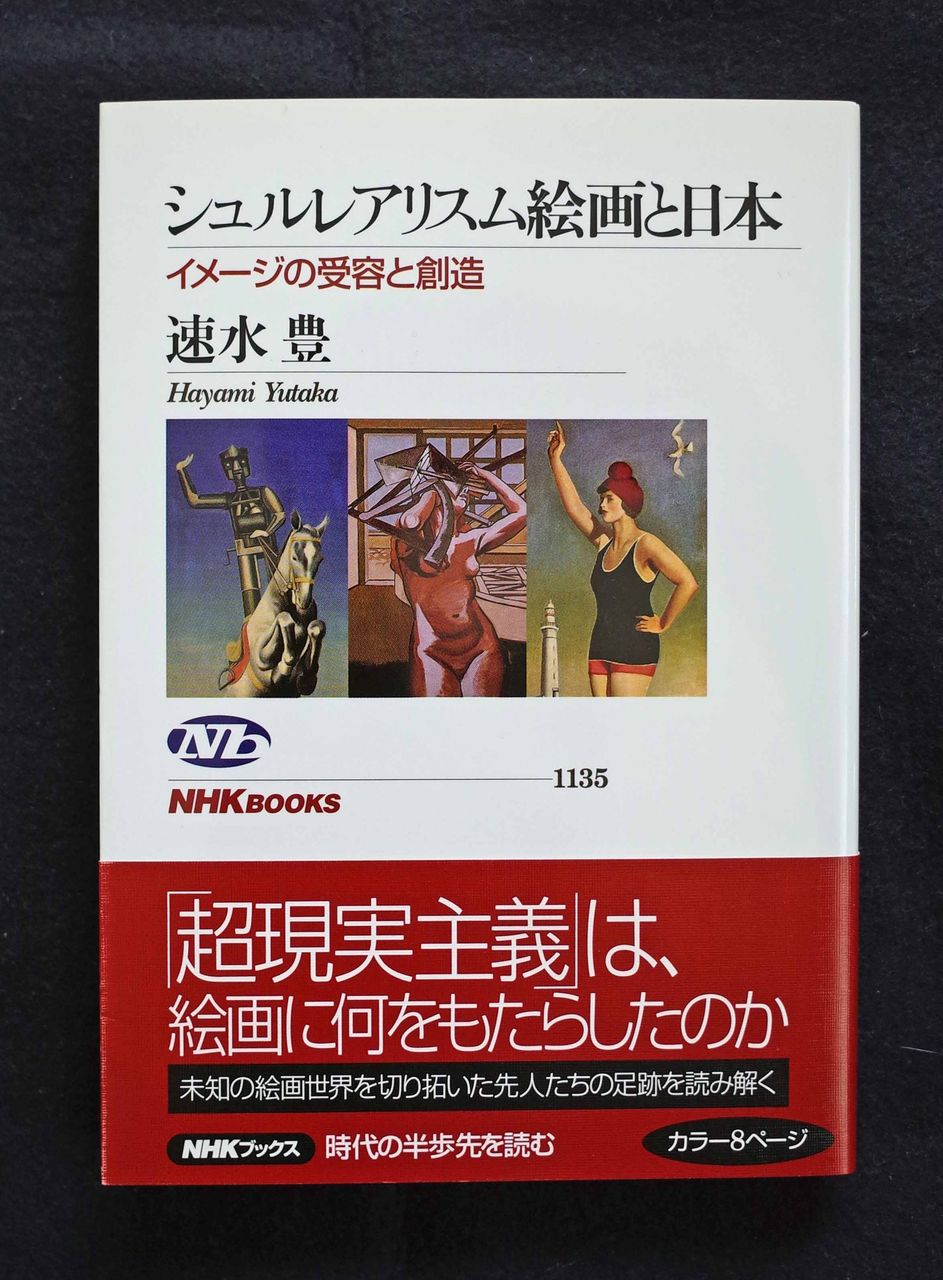 シュルレアリスム絵画と日本
イメージの受容と創造
速水 豊
Hayami Yutaka
Nb
1135
NHK BOOKS
「超現実主義」は、
絵画に何をもたらしたのか
未知の絵画世界を切り拓いた先人たちの足跡を読み解く
NHKブックス 時代の半歩先を読む
カラー8ページ